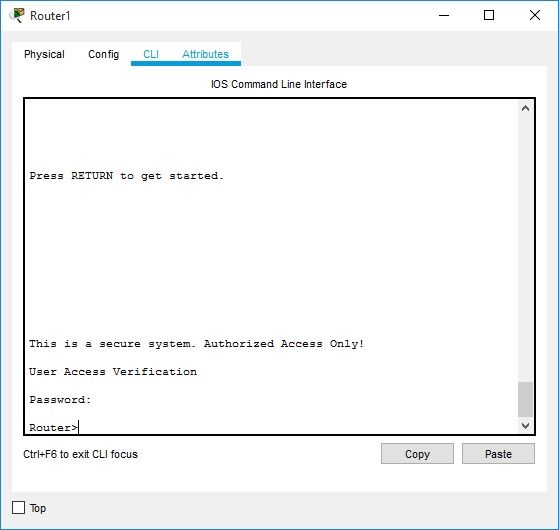 Router1
Physical Config CLI Attributes
IOS Command Line Interface
Press RETURN to get started.
This is a secure system. Authorized Access Only!
User Access Verification
Password:
Router>
Ctrl+F6 to exit CLI focus
Copy Paste
Top